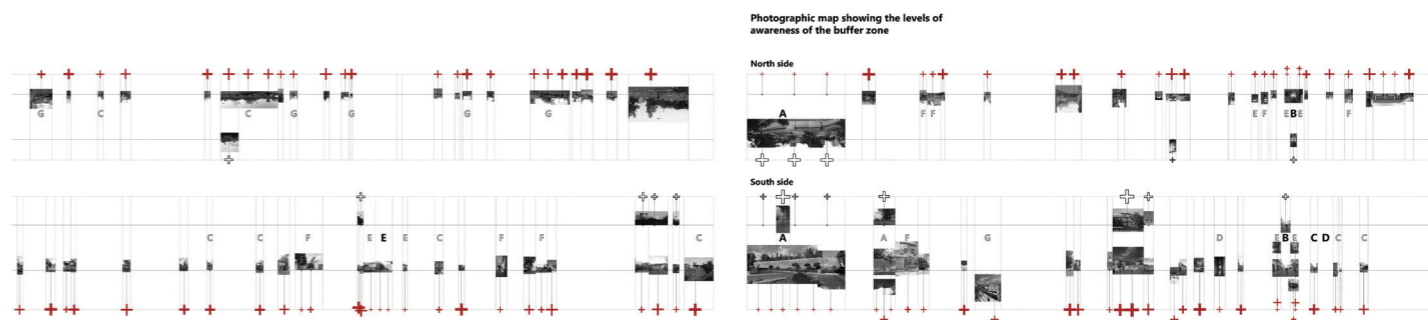 Photographic map showing the levels of
awareness of the buffer zone
North side
G C C G G G G
A F F E F E B E F
South side
C C F E E E C F F C
A A F G D E B E C D C C